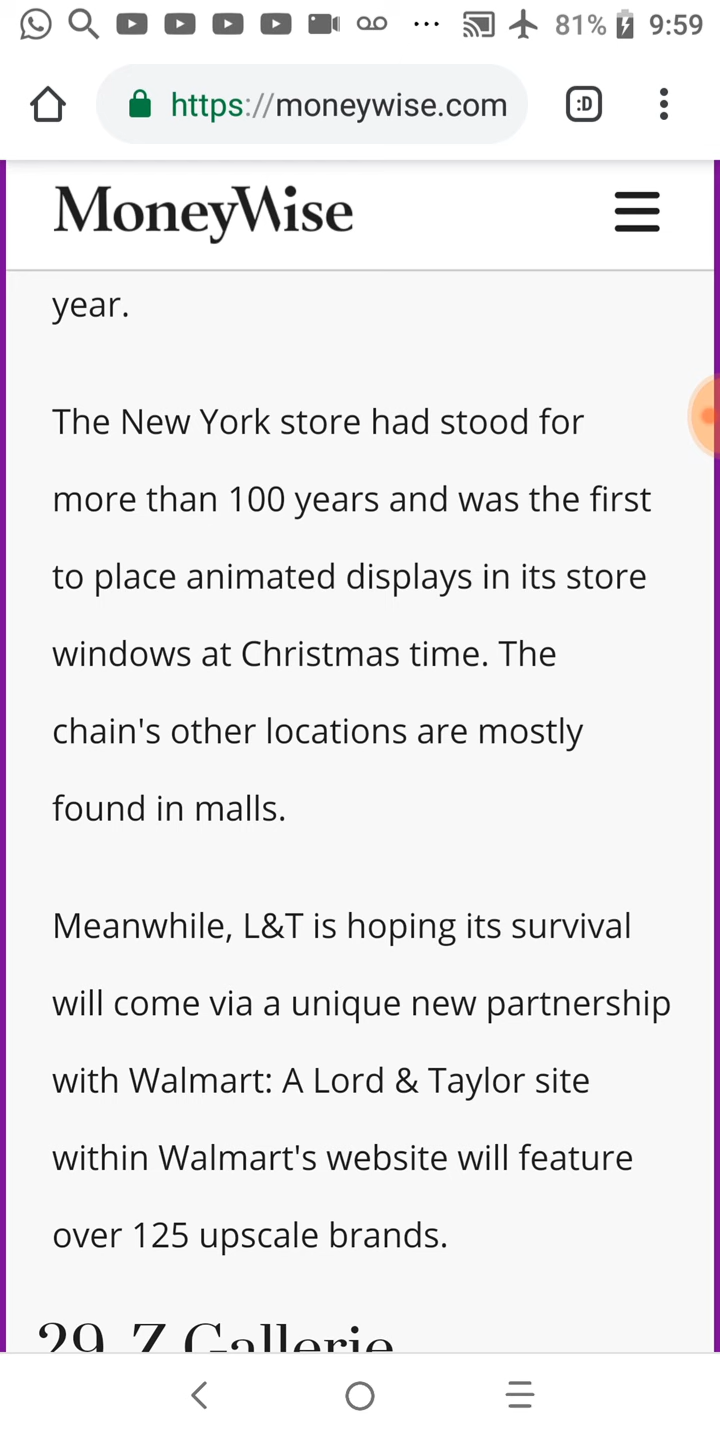 81% 9:59
https://moneywise.com :D
MoneyWise
year.
The New York store had stood for
more than 100 years and was the first
to place animated displays in its store
windows at Christmas time. The
chain's other locations are mostly
found in malls.
Meanwhile, L&T is hoping its survival
will come via a unique new partnership
with Walmart: A Lord & Taylor site
within Walmart's website will feature
over 125 upscale brands.
29. Z Gallerie